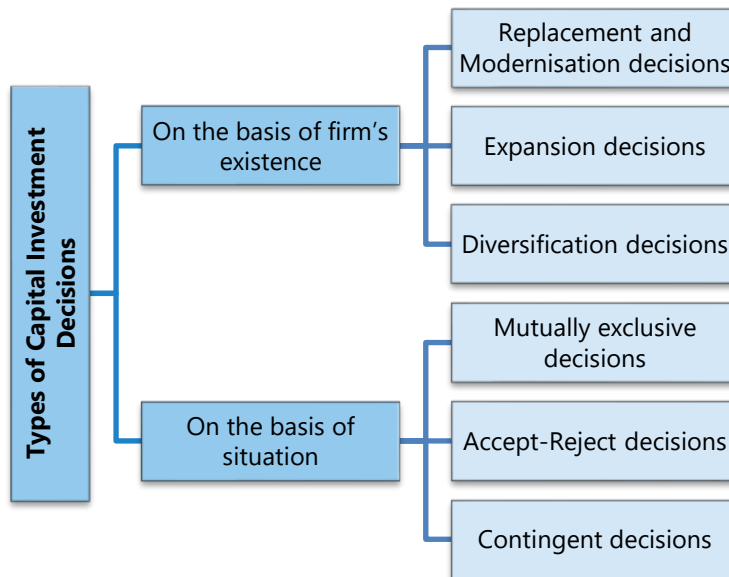 Types of Capital Investment
Decisions
On the basis of firm's
existence
Replacement and
Modernisation decisions
Expansion decisions
Diversification decisions
On the basis of
situation
Mutually exclusive
decisions
Accept-Reject decisions
Contingent decisions